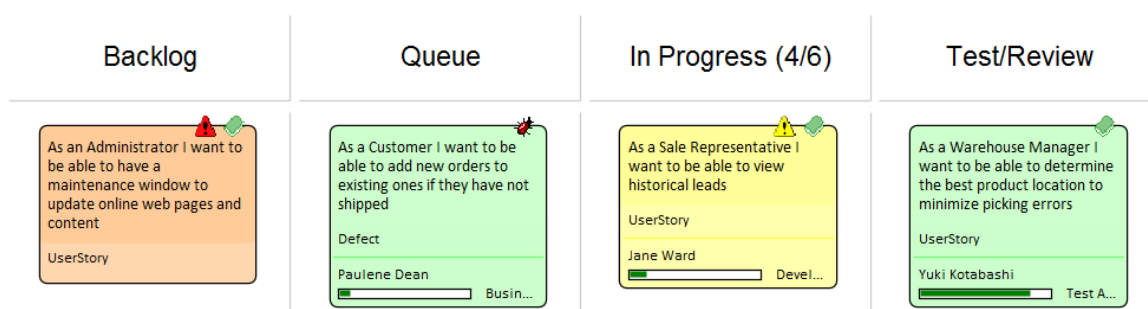 Backlog
Queue
In Progress (4/6)
Test/Review
As an Administrator I want to
be able to have a
maintenance window to
update online web pages and
content
UserStory
As a Customer I want to be
able to add new orders to
existing ones if they have not
shipped
Defect
Paulene Dean
Busin...
As a Sale Representative I
want to be able to view
historical leads
UserStory
Jane Ward
Devel...
As a Warehouse Manager I
want to be able to determine
the best product location to
minimize picking errors
UserStory
Yuki Kotabashi
Test A...